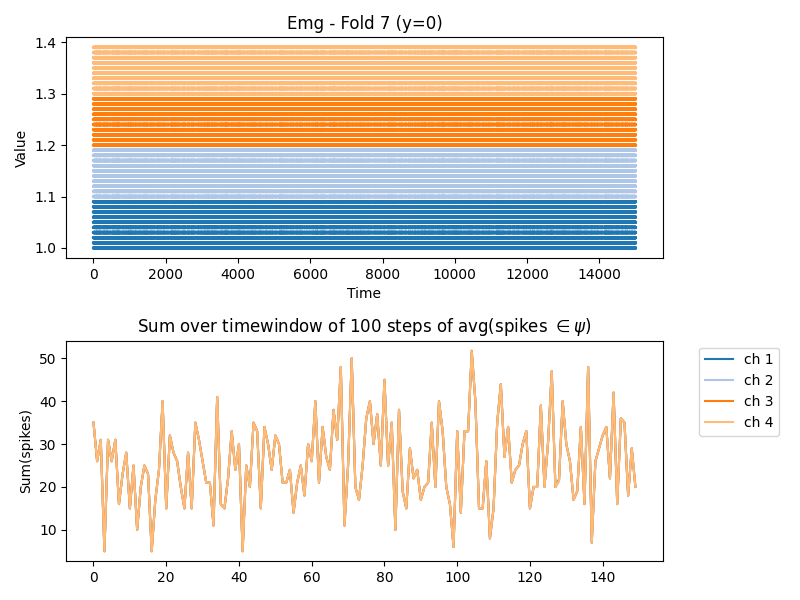 Emg - Fold 7 (y=0)
1.4
1.3
1.2
1.1
1.0
Value
0 2000 4000 6000 8000 10000 12000 14000
Time
Sum over timewindow of 100 steps of avg(spikes ∈ ψ)
50
40
30
20
10
Sum(spikes)
0 20 40 60 80 100 120 140
ch 1
ch 2
ch 3
ch 4